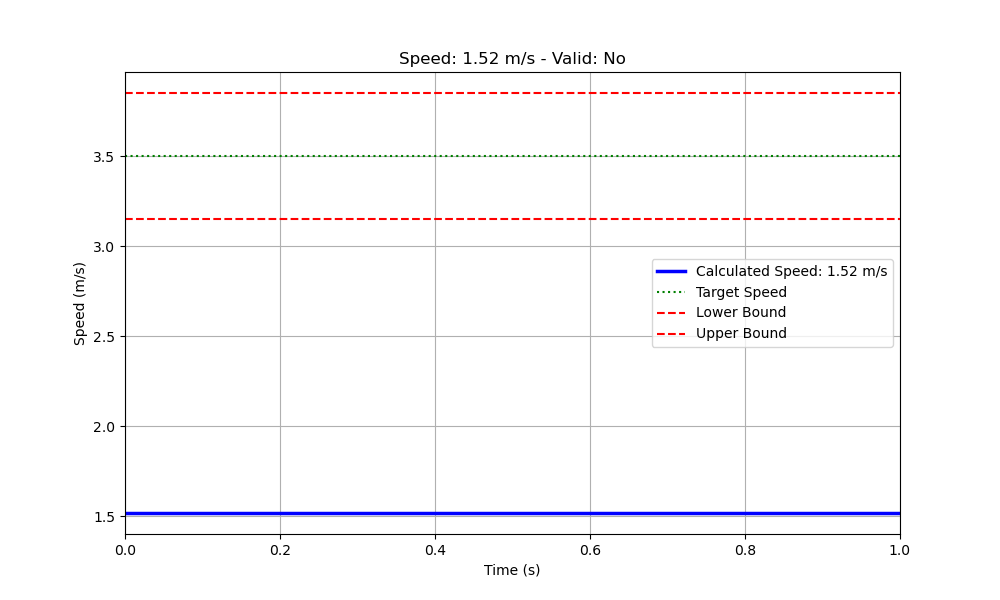 Speed: 1.52 m/s - Valid: No
3.5
3.0
2.5
2.0
1.5
Speed (m/s)
Calculated Speed: 1.52 m/s
Target Speed
Lower Bound
Upper Bound
0.0 0.2 0.4 0.6 0.8 1.0
Time (s)